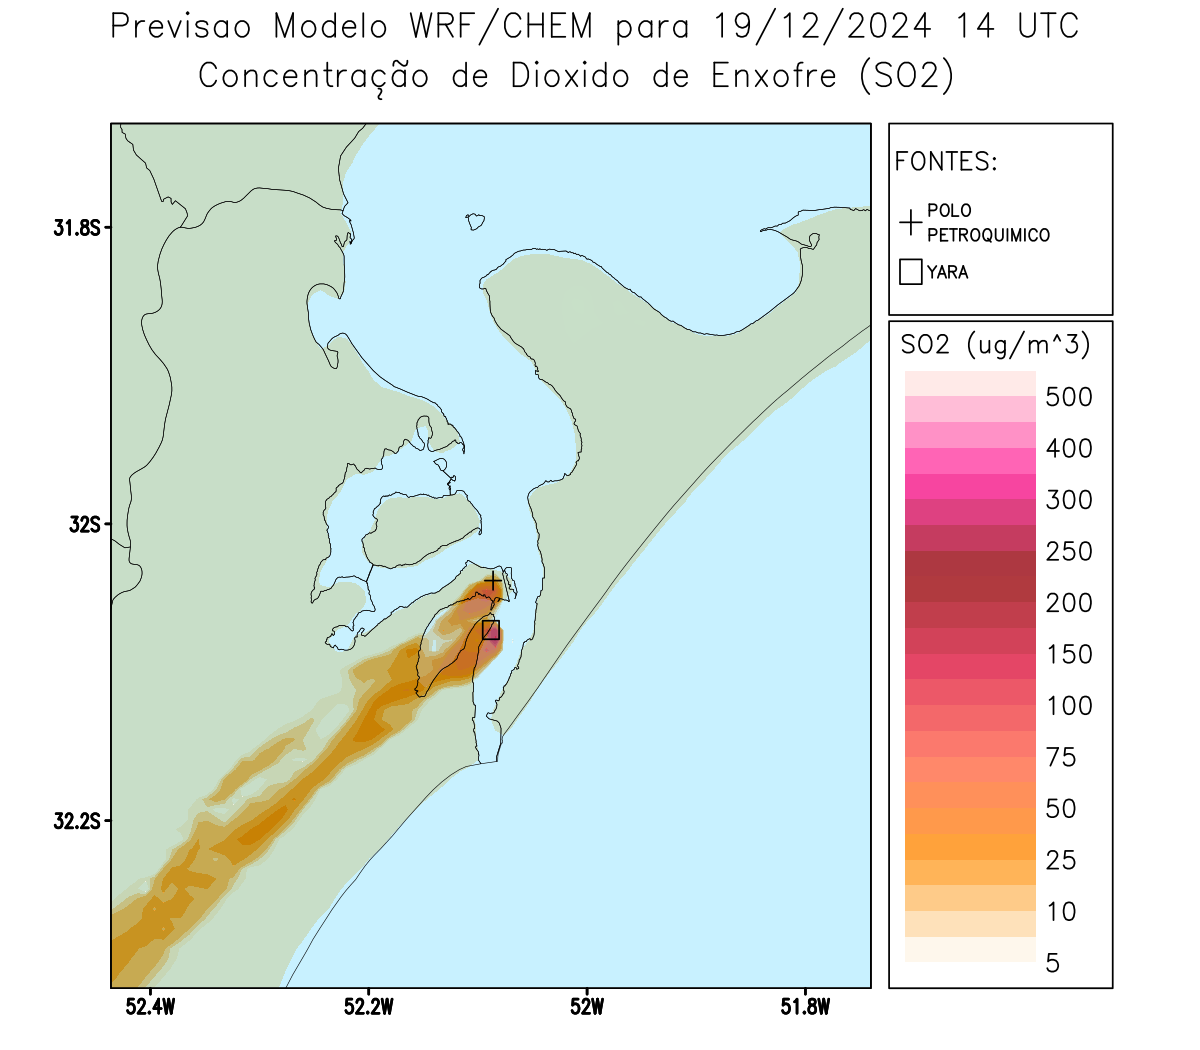 Previsao Modelo WRF/CHEM para 19/12/2024 14 UTC
Concentração de Dioxido de Enxofre (SO2)
FONTES:
POLO
PETROQUIMICO
YARA
SO2 (ug/m^3)
500
400
300
250
200
150
100
75
50
25
10
5
31.8S
32S
32.2S
52.4W
52.2W
52W
51.8W